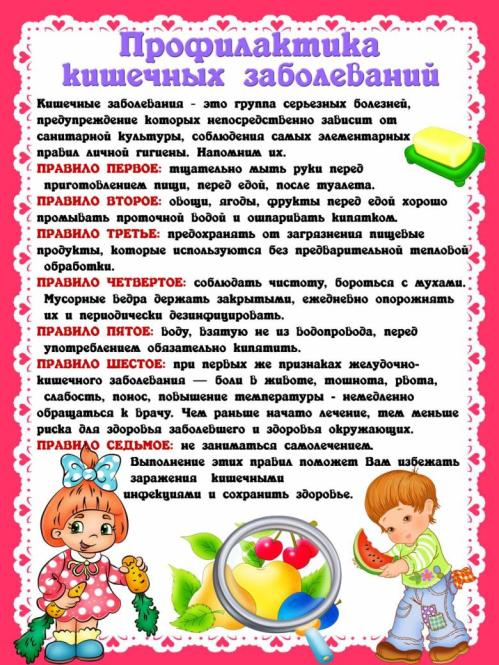 Профилактика
кишечных заболеваний
Кишечные заболевания - это группа серьезных болезней,
предупреждение которых непосредственно зависит от
санитарной культуры, соблюдения самых элементарных
правил личной гигиены. Напомним их.
ПРАВИЛО ПЕРВОЕ: тщательно мыть руки перед
приготовлением пищи, перед едой, после туалета.
ПРАВИЛО ВТОРОЕ: овощи, ягоды, фрукты перед едой хорошо
промывать проточной водой и ошпаривать кипятком.
ПРАВИЛО ТРЕТЬЕ: предохранять от загрязнения пищевые
продукты, которые используются без предварительной тепловой
обработки.
ПРАВИЛО ЧЕТВЕРТОЕ: соблюдать чистоту, бороться с мухами.
Мусорные ведра держать закрытыми, ежедневно опорожнять
их и периодически дезинфицировать.
ПРАВИЛО ПЯТОЕ: воду, взятую не из водопровода, перед
употреблением обязательно кипятить.
ПРАВИЛО ШЕСТОЕ: при первых же признаках желудочно-
кишечного заболевания — боли в животе, тошнота, рвота,
слабость, понос, повышение температуры - немедленно
обращаться к врачу. Чем раньше начато лечение, тем меньше
риска для здоровья заболевшего и здоровья окружающих.
ПРАВИЛО СЕДЬМОЕ: не заниматься самолечением.
Выполнение этих правил поможет Вам избежать
заражения кишечными
инфекциями и сохранить здоровье.